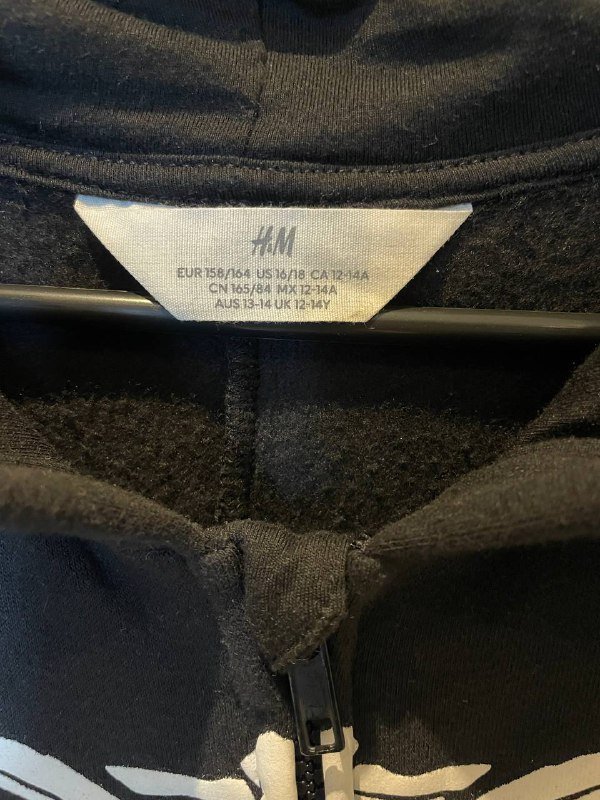 H&M
EUR 158/164 US 16/18 CA 12-14A
CN 165/84 MX 12-14A
AUS 13-14 UK 12-14Y